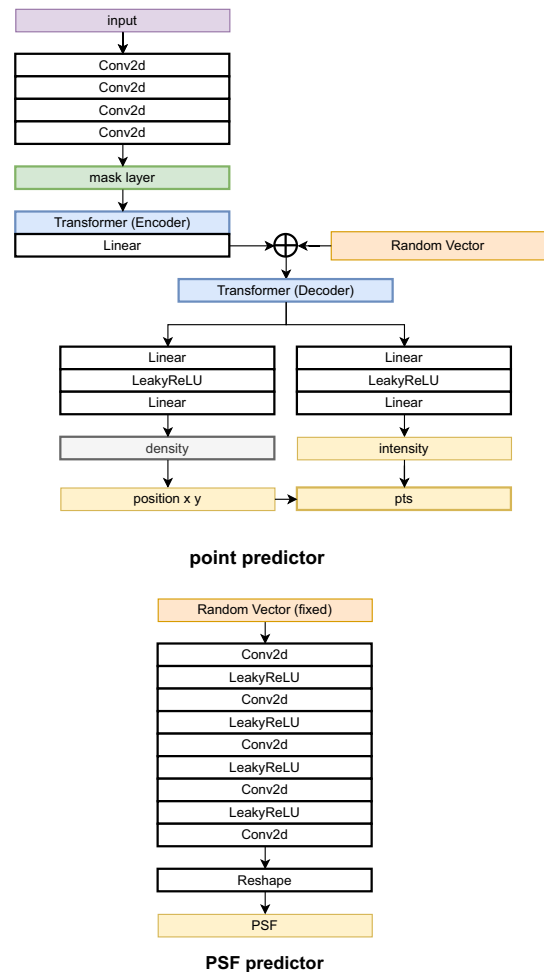 input
Conv2d
Conv2d
Conv2d
Conv2d
mask layer
Transformer (Encoder)
Linear
Random Vector
Transformer (Decoder)
Linear
LeakyReLU
Linear
Linear
LeakyReLU
Linear
density
intensity
position x y
pts
point predictor
Random Vector (fixed)
Conv2d
LeakyReLU
Conv2d
LeakyReLU
Conv2d
LeakyReLU
Conv2d
LeakyReLU
Conv2d
Reshape
PSF
PSF predictor